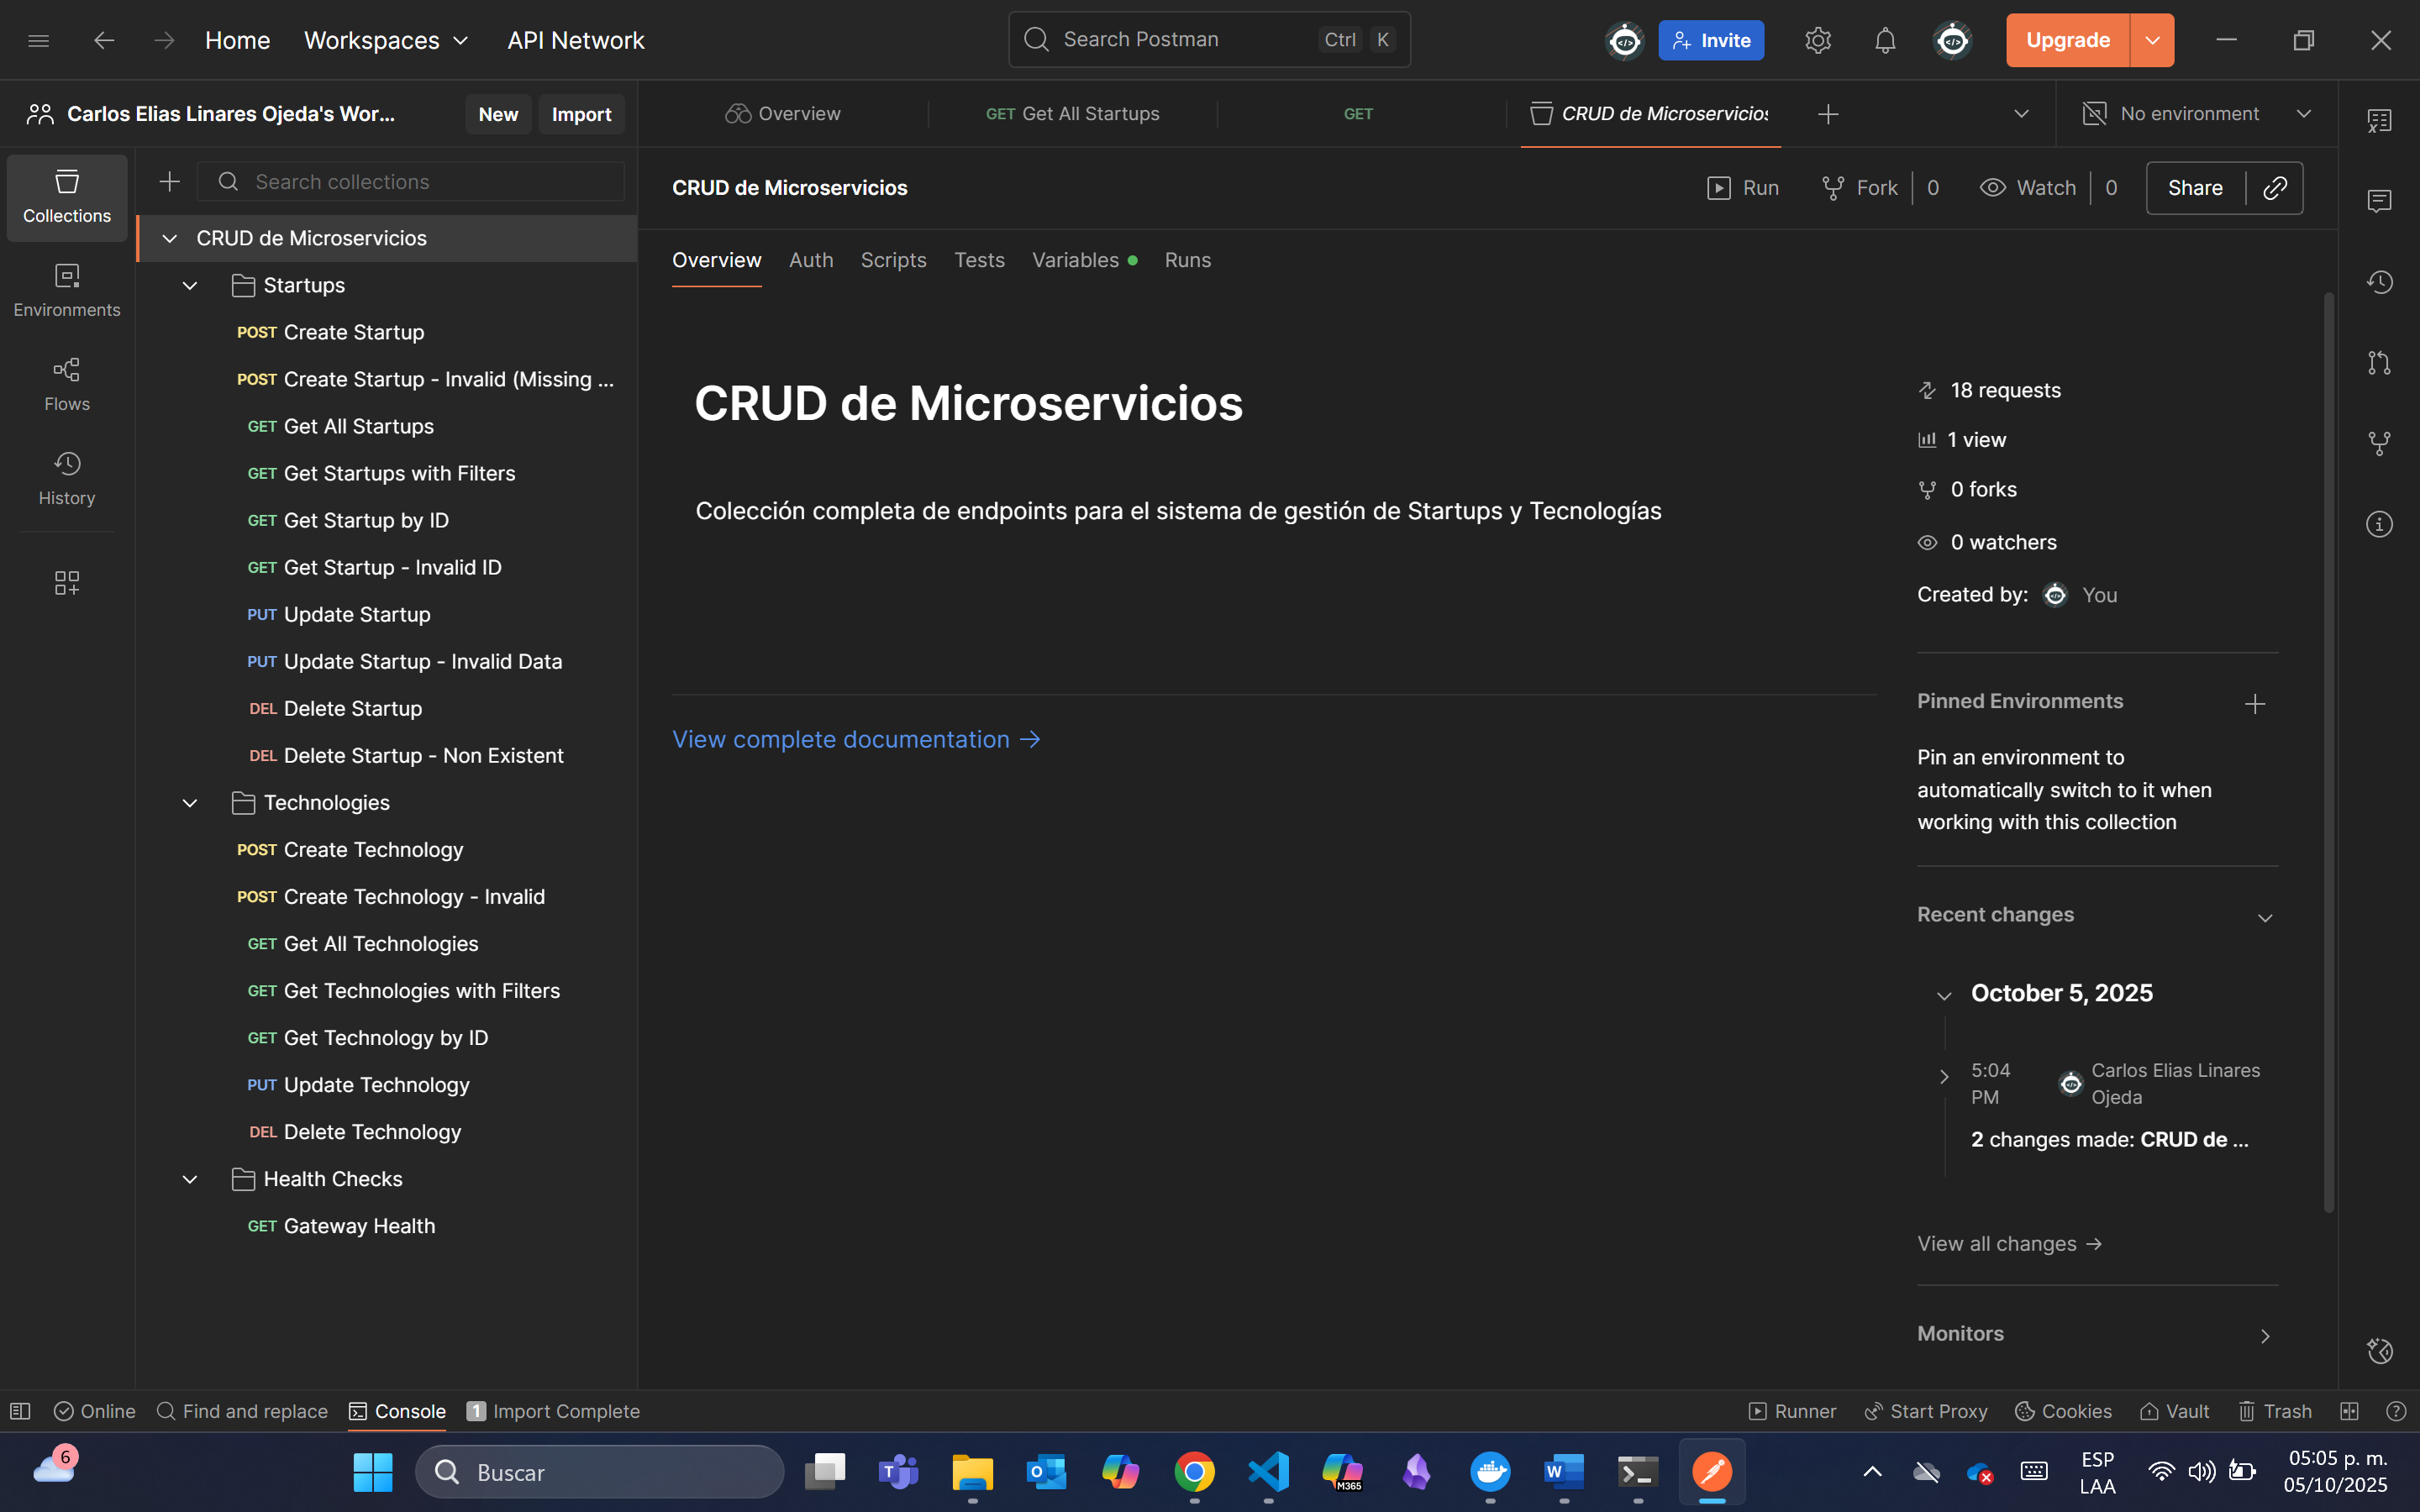 Home
Workspaces
API Network
Search Postman
Ctrl K
Invite
Upgrade
Carlos Elias Linares Ojeda's Wor...
New
Import
Overview
GET Get All Startups
GET
CRUD de Microservicios
No environment
Collections
Environments
Flows
History
Search collections
CRUD de Microservicios
Startups
POST Create Startup
POST Create Startup - Invalid (Missing ...
GET Get All Startups
GET Get Startups with Filters
GET Get Startup by ID
GET Get Startup - Invalid ID
PUT Update Startup
PUT Update Startup - Invalid Data
DEL Delete Startup
DEL Delete Startup - Non Existent
Technologies
POST Create Technology
POST Create Technology - Invalid
GET Get All Technologies
GET Get Technologies with Filters
GET Get Technology by ID
PUT Update Technology
DEL Delete Technology
Health Checks
GET Gateway Health
CRUD de Microservicios
Run
Fork 0
Watch 0
Share
Overview
Auth
Scripts
Tests
Variables
Runs
CRUD de Microservicios
Colección completa de endpoints para el sistema de gestión de Startups y Tecnologías
View complete documentation →
18 requests
1 view
0 forks
0 watchers
Created by: You
Pinned Environments
Pin an environment to
automatically switch to it when
working with this collection
Recent changes
October 5, 2025
5:04
PM
Carlos Elias Linares
Ojeda
2 changes made: CRUD de ...
View all changes →
Monitors
Online
Find and replace
Console
1 Import Complete
Runner
Start Proxy
Cookies
Vault
Trash
6
Buscar
M365
ESP
LAA
05:05 p. m.
05/10/2025